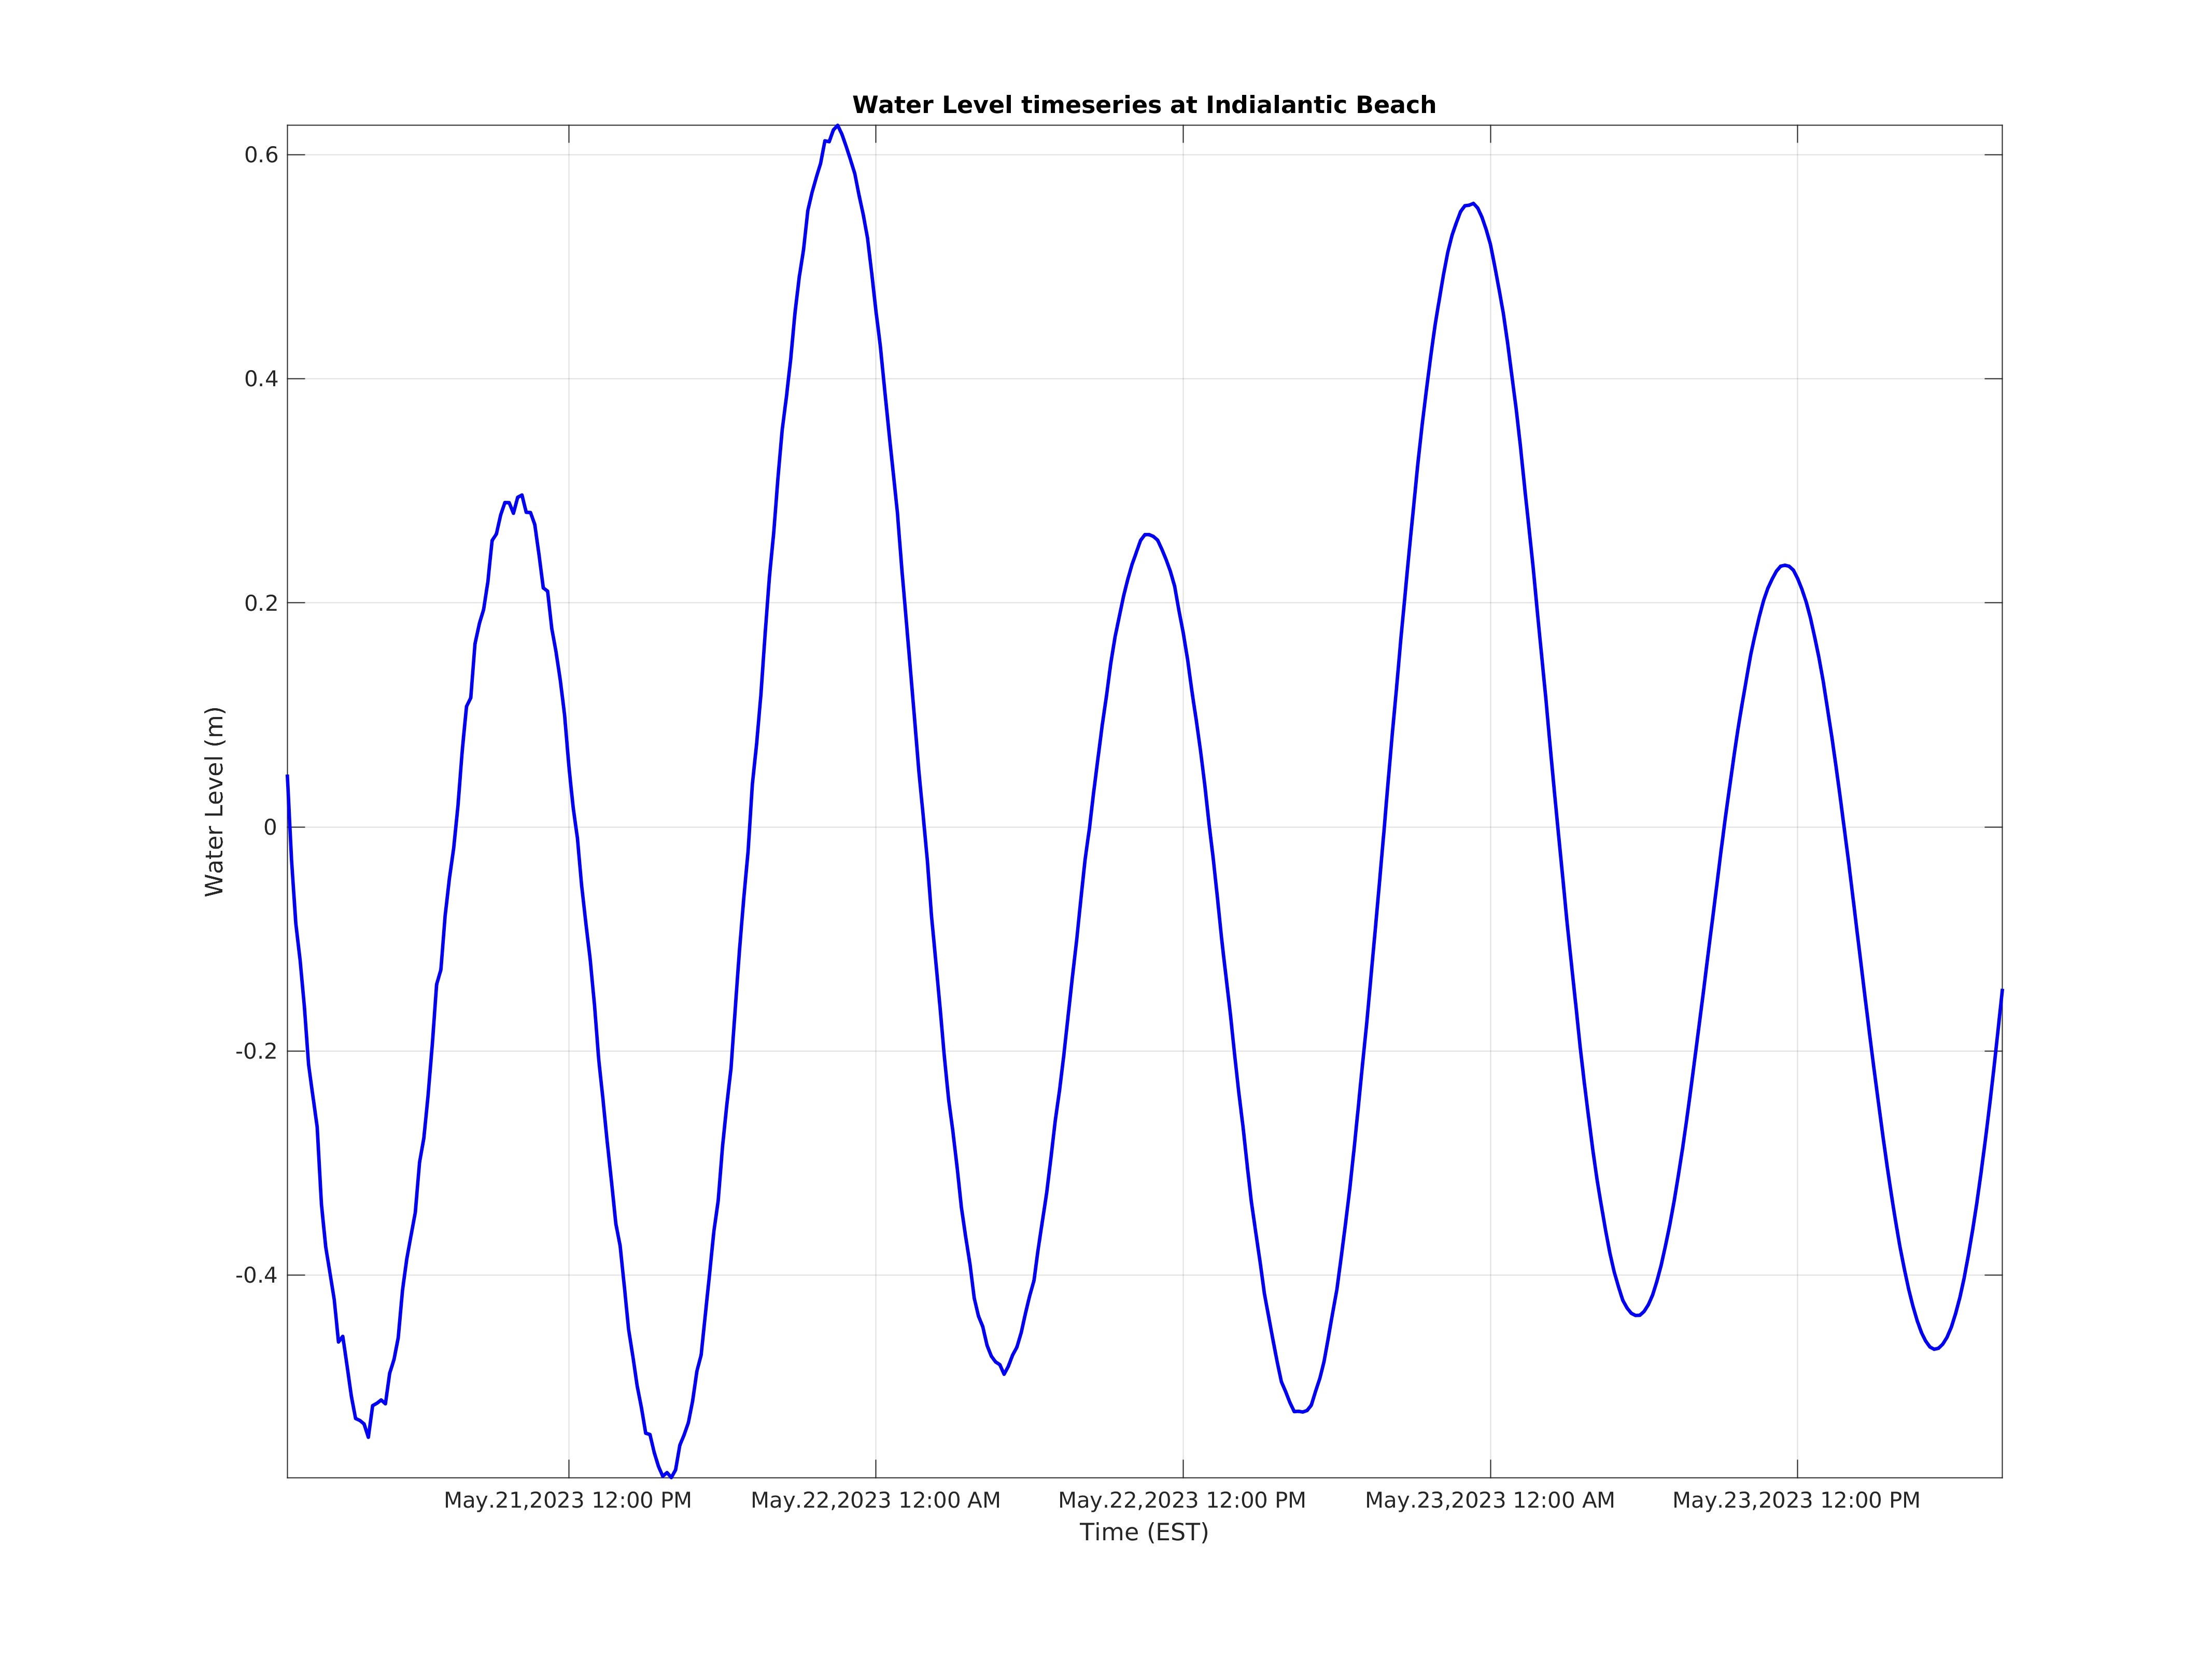 Water Level timeseries at Indialantic Beach
0.6
0.4
0.2
0
-0.2
-0.4
Water Level (m)
May.21,2023 12:00 PM
May.22,2023 12:00 AM
May.22,2023 12:00 PM
May.23,2023 12:00 AM
May.23,2023 12:00 PM
Time (EST)